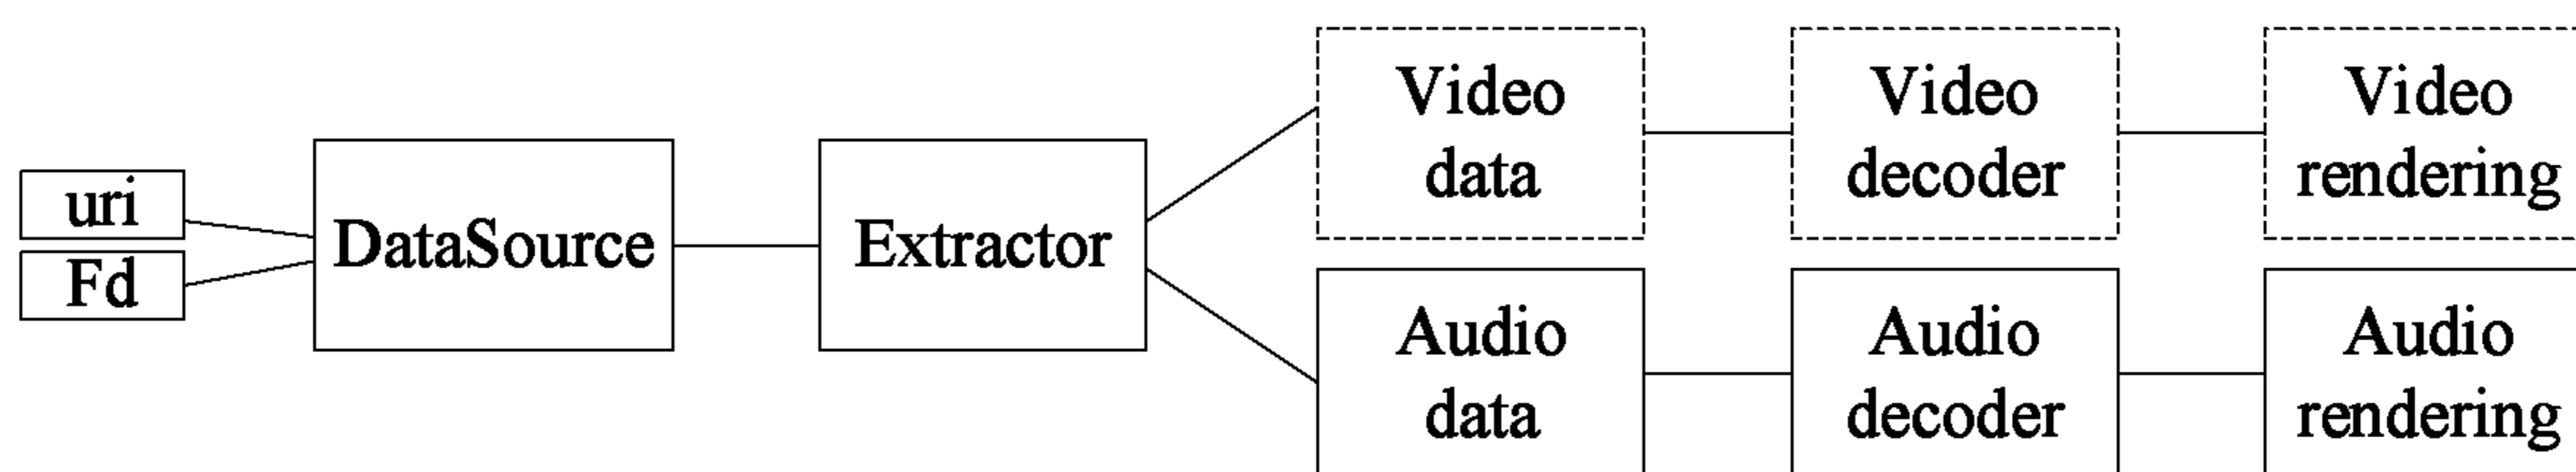 uri
Fd
DataSource
Extractor
Video
data
Video
decoder
Video
rendering
Audio
data
Audio
decoder
Audio
rendering